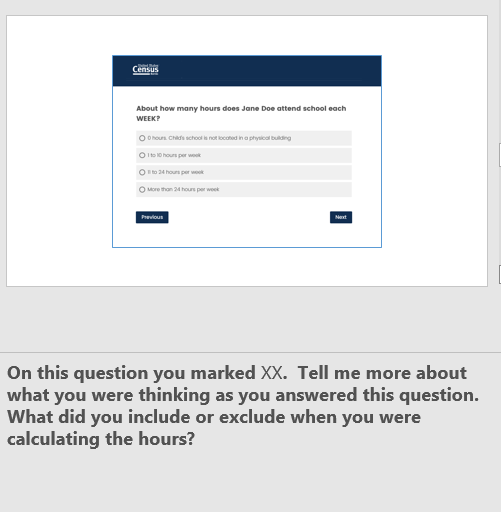 United States
Census
Bureau
About how many hours does Jane Doe attend school each
WEEK?
0 hours. Child's school is not located in a physical building
1 to 10 hours per week
11 to 24 hours per week
More than 24 hours per week
Previous
Next
On this question you marked XX.  Tell me more about
what you were thinking as you answered this question.
What did you include or exclude when you were
calculating the hours?